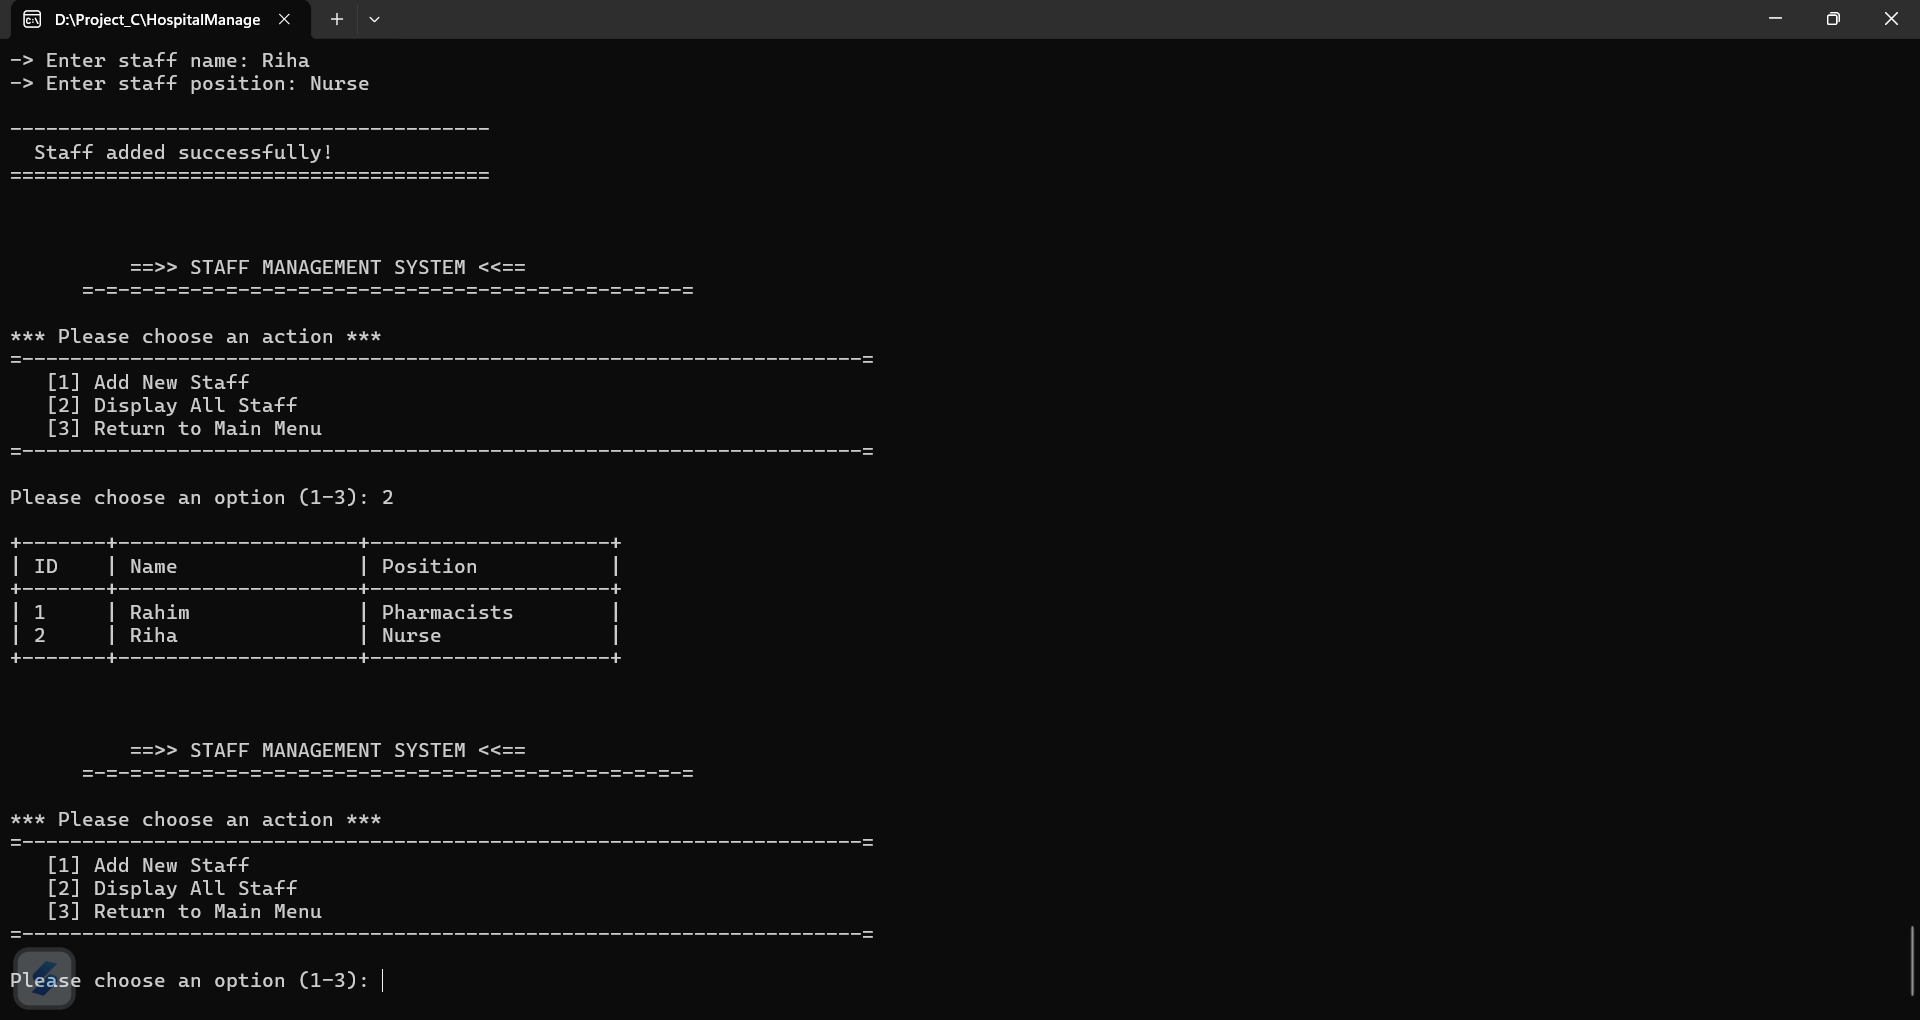 D:\Project_C\HospitalManage
-> Enter staff name: Riha
-> Enter staff position: Nurse
----------------------------------------
  Staff added successfully!
========================================
          ==>> STAFF MANAGEMENT SYSTEM <<==
      =-=-=-=-=-=-=-=-=-=-=-=-=-=-=-=-=-=-=-=-=-=-=-=-=-=
*** Please choose an action ***
=----------------------------------------------------------------------=
   [1] Add New Staff
   [2] Display All Staff
   [3] Return to Main Menu
=----------------------------------------------------------------------=
Please choose an option (1-3): 2
+-------+--------------------+--------------------+
| ID    | Name               | Position           |
+-------+--------------------+--------------------+
| 1     | Rahim              | Pharmacists        |
| 2     | Riha               | Nurse              |
+-------+--------------------+--------------------+
          ==>> STAFF MANAGEMENT SYSTEM <<==
      =-=-=-=-=-=-=-=-=-=-=-=-=-=-=-=-=-=-=-=-=-=-=-=-=-=
*** Please choose an action ***
=----------------------------------------------------------------------=
   [1] Add New Staff
   [2] Display All Staff
   [3] Return to Main Menu
=----------------------------------------------------------------------=
Please choose an option (1-3):